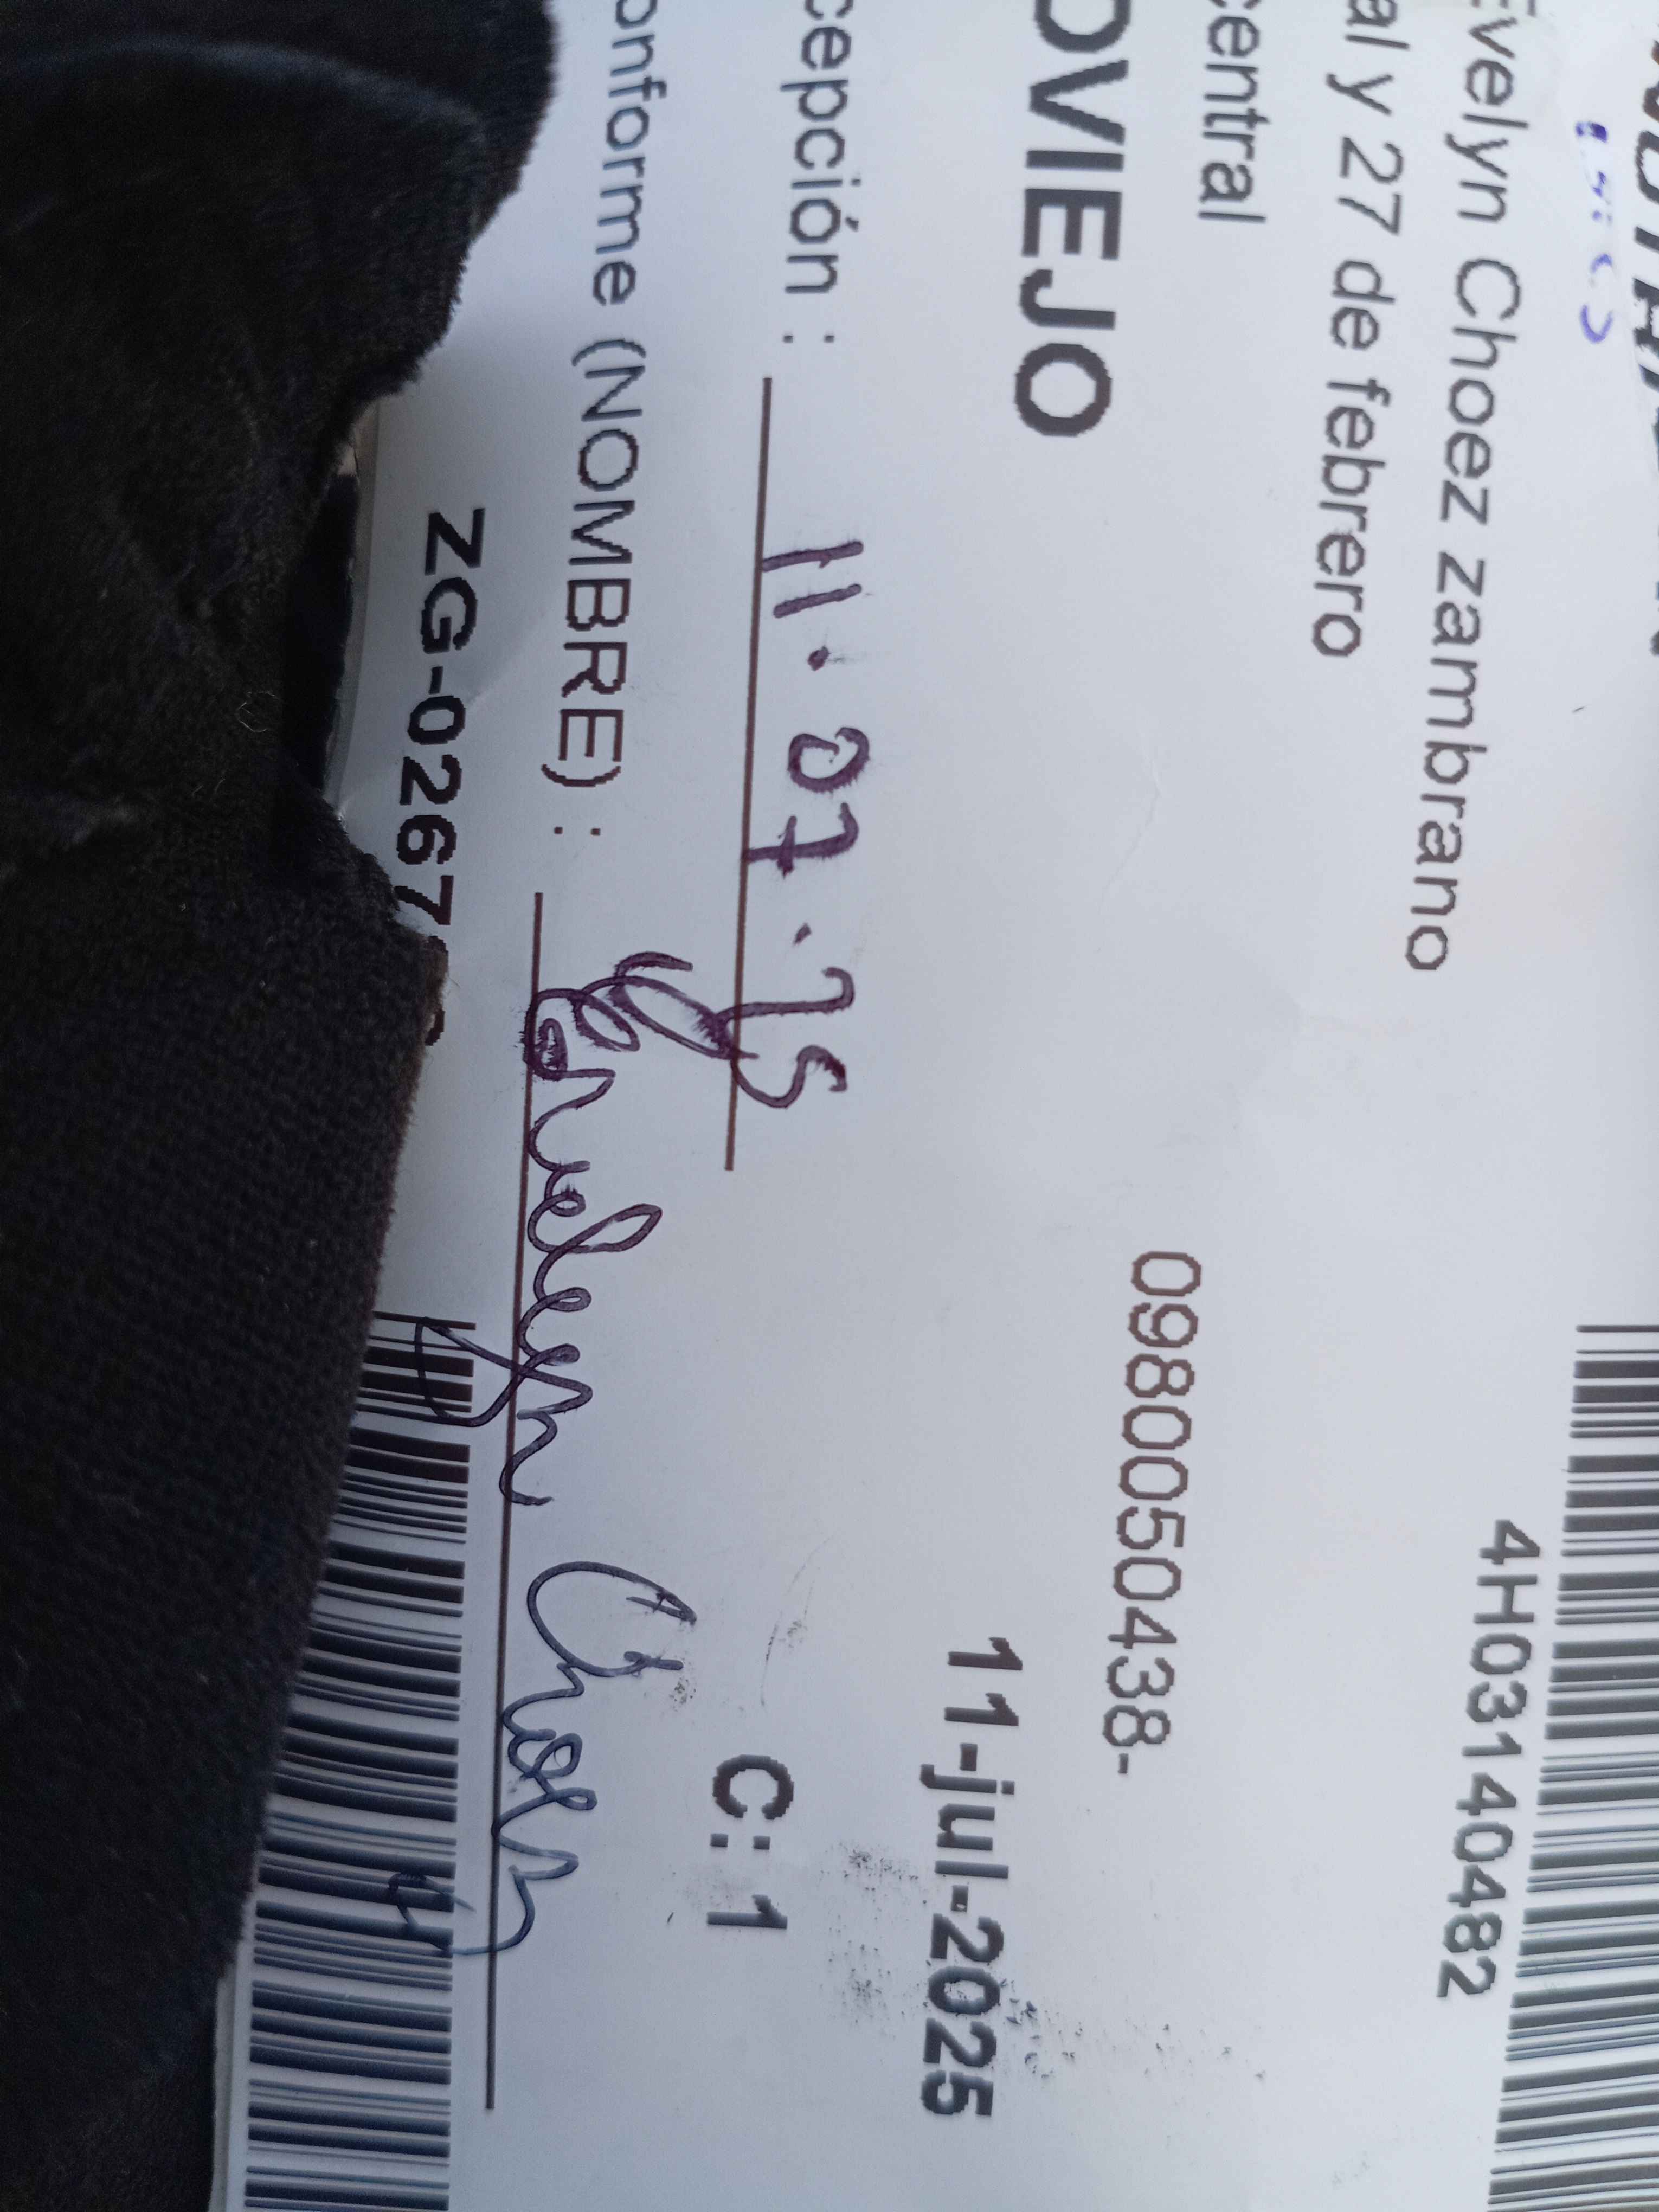 4H03140482
Evelyn Choez zambrano
al y 27 de febrero
central
0980050438-
OVIEJO
11-jul-2025
cepción : 11.07.25
C: 1
onforme (NOMBRE) : Evelyn Choez
ZG-0267